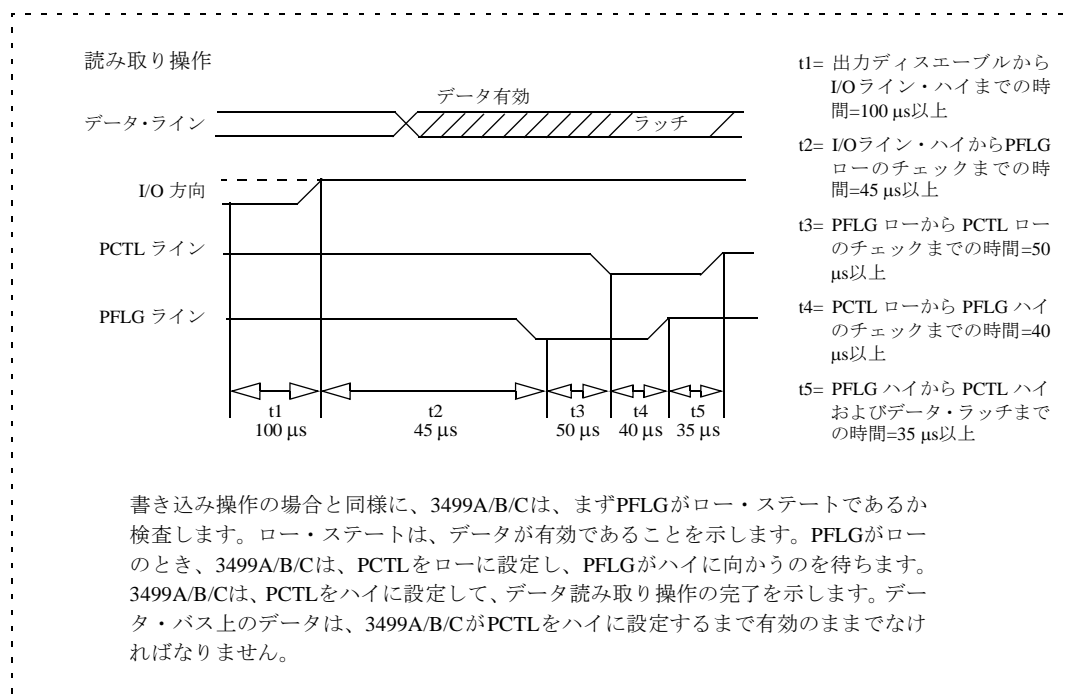 読み取り操作
データ有効
データ・ライン
ラッチ
I/O 方向
PCTL ライン
PFLG ライン
t1
t2
t3
t4
t5
100 μs
45 μs
50 μs
40 μs
35 μs
t1= 出力ディスエーブルから
I/Oライン・ハイまでの時
間=100 μs以上
t2= I/Oライン・ハイからPFLG
ローのチェックまでの時
間=45 μs以上
t3= PFLG ローから PCTL ロー
のチェックまでの時間=50
μs以上
t4= PCTL ローから PFLG ハイ
のチェックまでの時間=40
μs以上
t5= PFLG ハイから PCTL ハイ
およびデータ・ラッチまで
の時間=35 μs以上
書き込み操作の場合と同様に、3499A/B/Cは、まずPFLGがロー・ステートであるか
検査します。ロー・ステートは、データが有効であることを示します。PFLGがロー
のとき、3499A/B/Cは、PCTLをローに設定し、PFLGがハイに向かうのを待ちます。
3499A/B/Cは、PCTLをハイに設定して、データ読み取り操作の完了を示します。デー
タ・バス上のデータは、3499A/B/CがPCTLをハイに設定するまで有効のままでなけ
ればなりません。